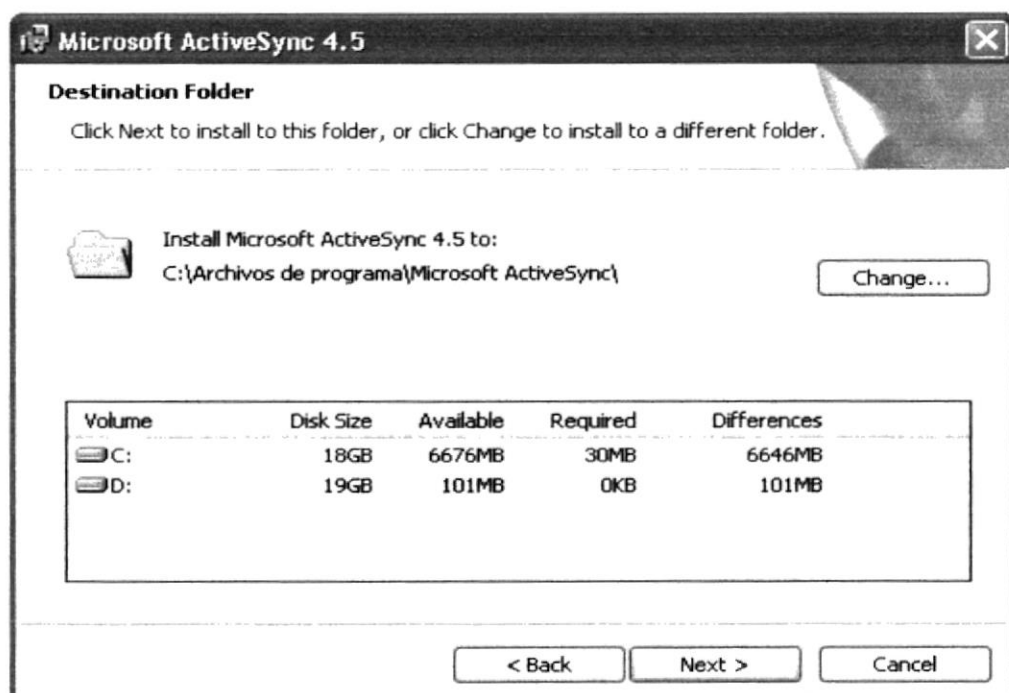 Microsoft ActiveSync 4.5
Destination Folder
Click Next to install to this folder, or click Change to install to a different folder.
Install Microsoft ActiveSync 4.5 to:
C:\Archivos de programa\Microsoft ActiveSync\
Change...
Volume Disk Size Available Required Differences
C: 18GB 6676MB 30MB 6646MB
D: 19GB 101MB 0KB 101MB
< Back Next > Cancel